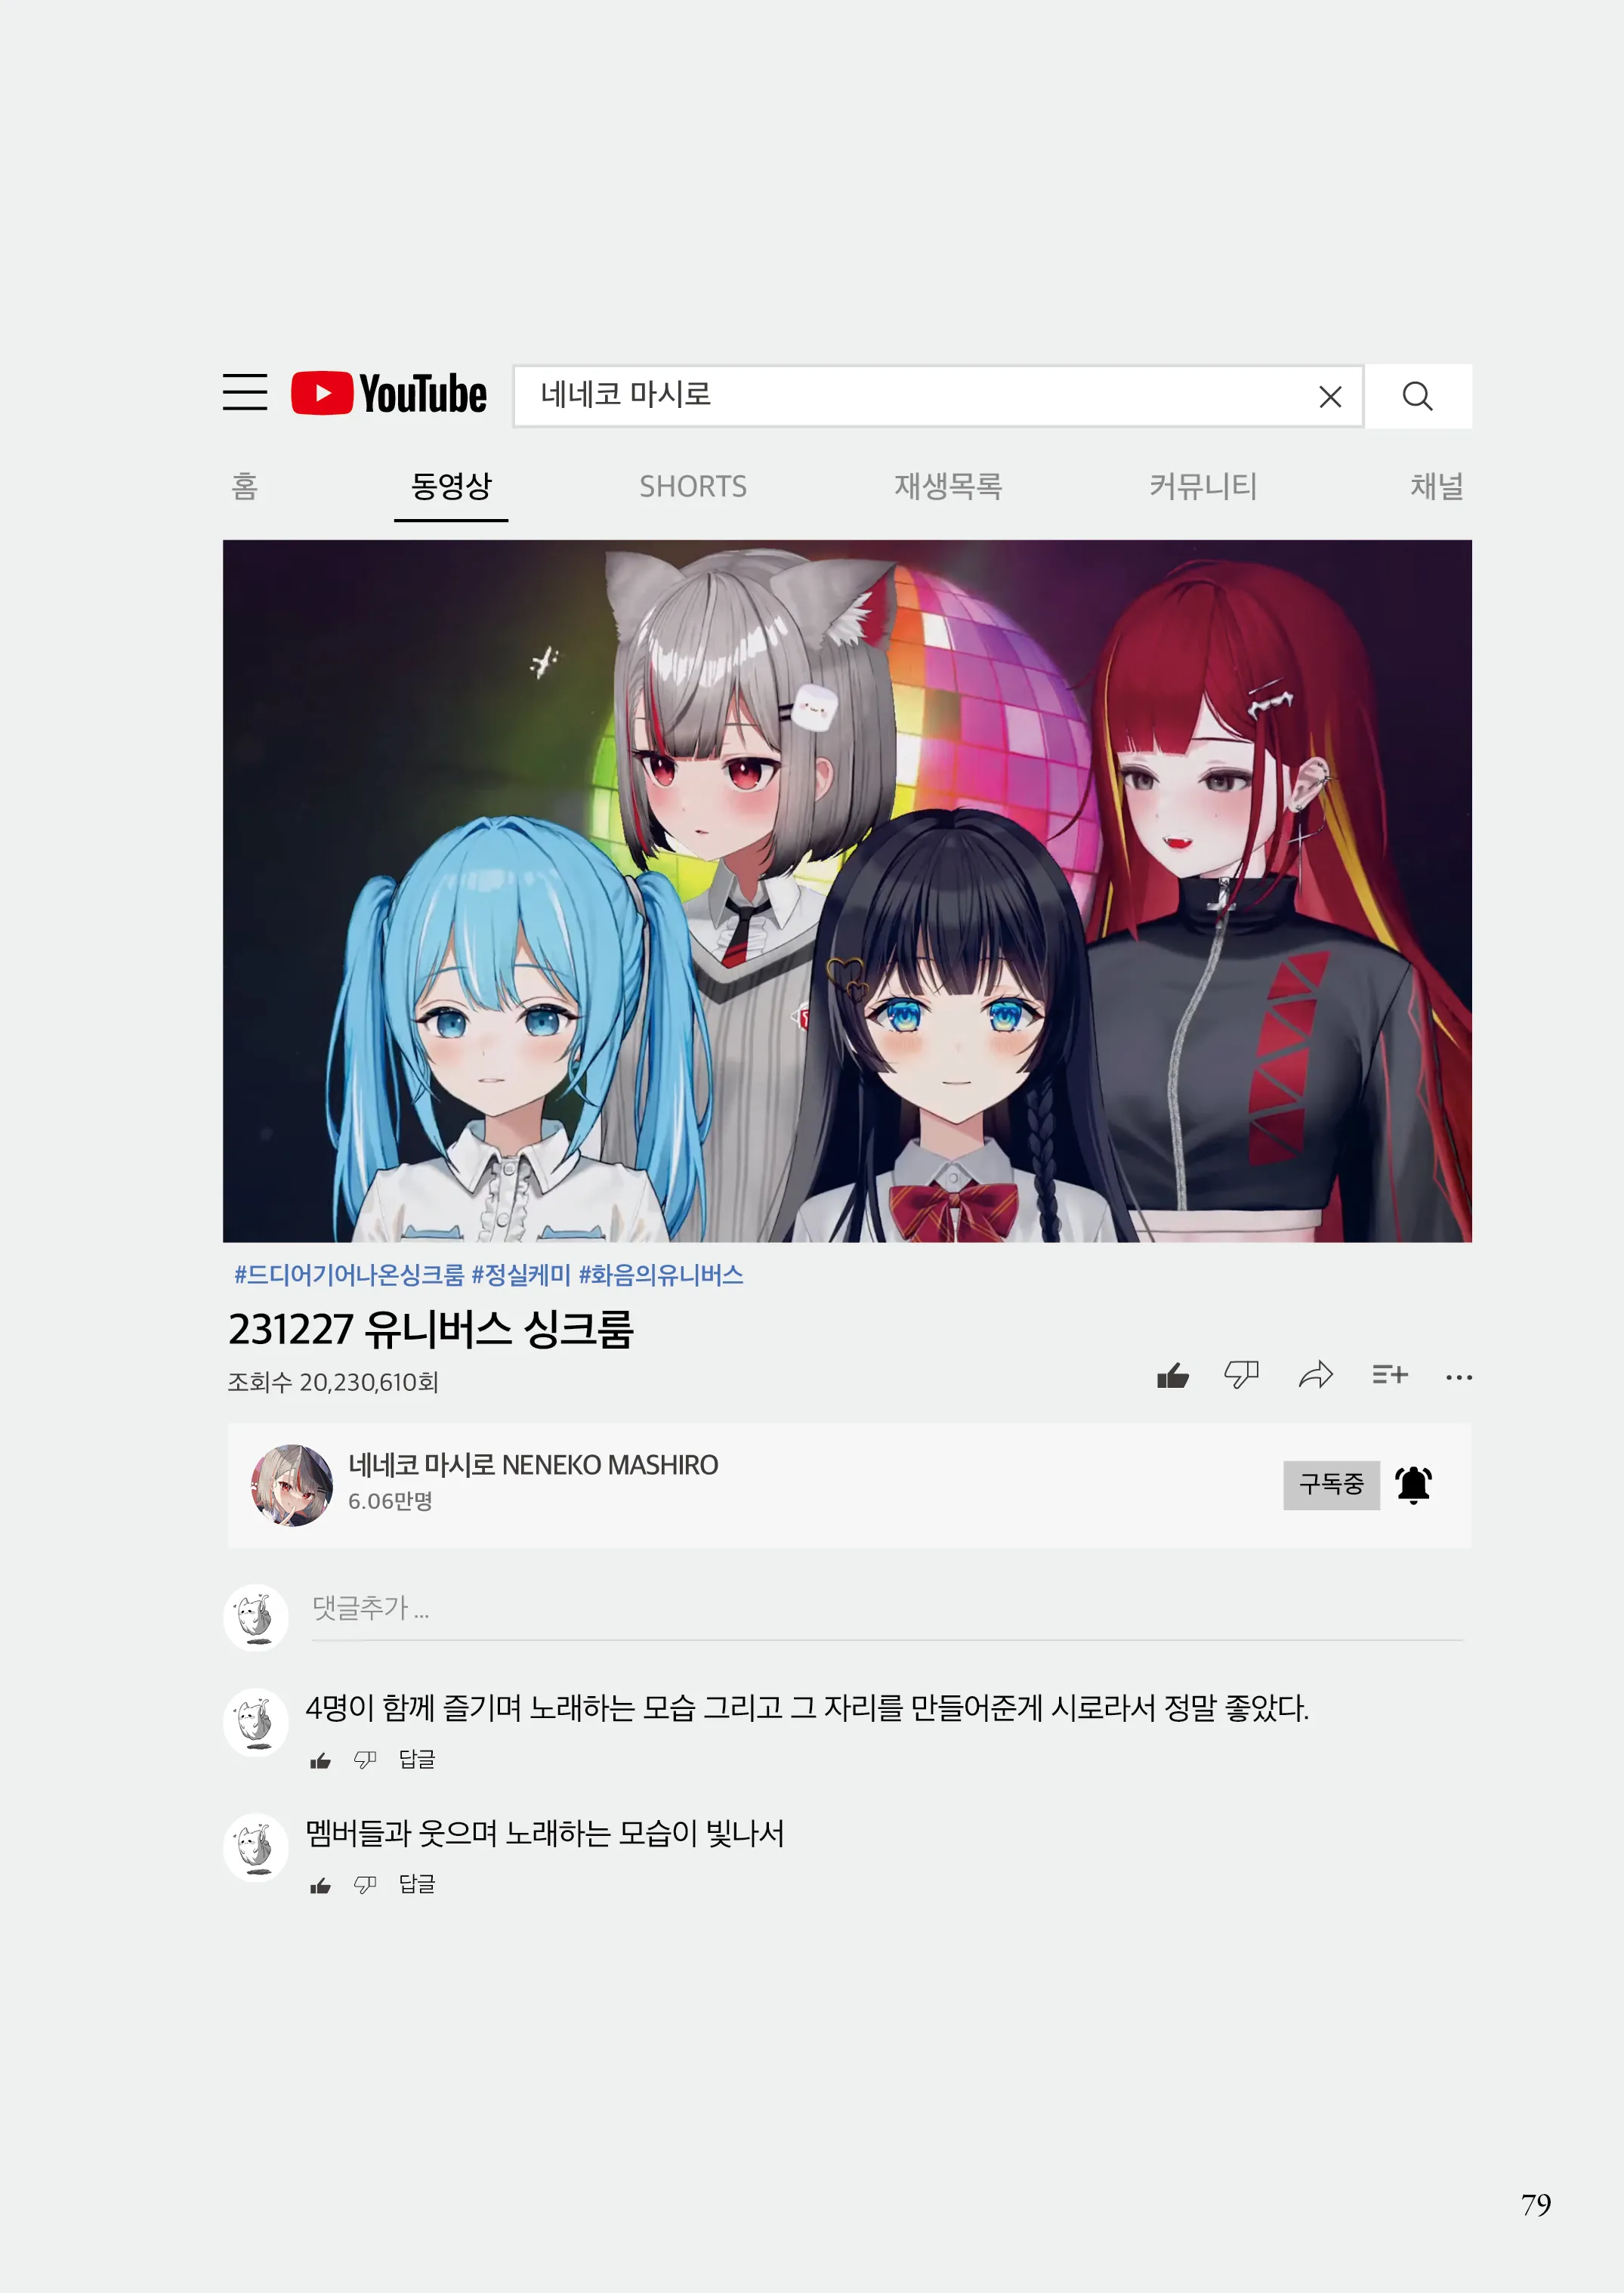 YouTube
네네코 마시로
홈 동영상 SHORTS 재생목록 커뮤니티 채널
#드디어기어나온싱크룸 #정실케미 #화음의유니버스
231227 유니버스 싱크룸
조회수 20,230,610회
네네코 마시로 NENEKO MASHIRO
6.06만명
구독중
댓글추가 ...
4명이 함께 즐기며 노래하는 모습 그리고 그 자리를 만들어준게 시로라서 정말 좋았다.
답글
멤버들과 웃으며 노래하는 모습이 빛나서
답글
79